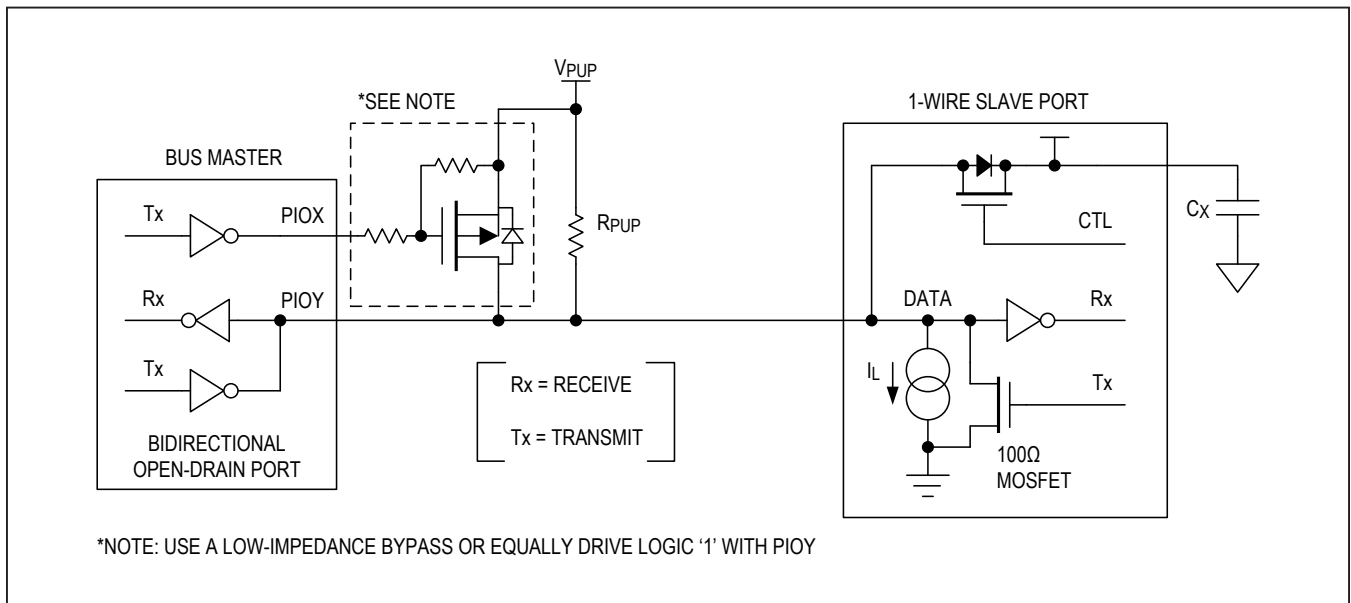 VPUP
*SEE NOTE
1-WIRE SLAVE PORT
BUS MASTER
Tx
PIOX
RPUP
CX
CTL
Rx
PIOY
DATA
Rx
Tx
IL
Tx
Rx = RECEIVE
Tx = TRANSMIT
BIDIRECTIONAL
OPEN-DRAIN PORT
100Ω
MOSFET
*NOTE: USE A LOW-IMPEDANCE BYPASS OR EQUALLY DRIVE LOGIC ‘1’ WITH PIOY